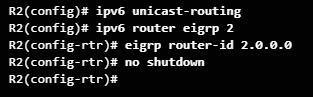 R2(config)# ipv6 unicast-routing
R2(config)# ipv6 router eigrp 2
R2(config-rtr)# eigrp router-id 2.0.0.0
R2(config-rtr)# no shutdown
R2(config-rtr)#